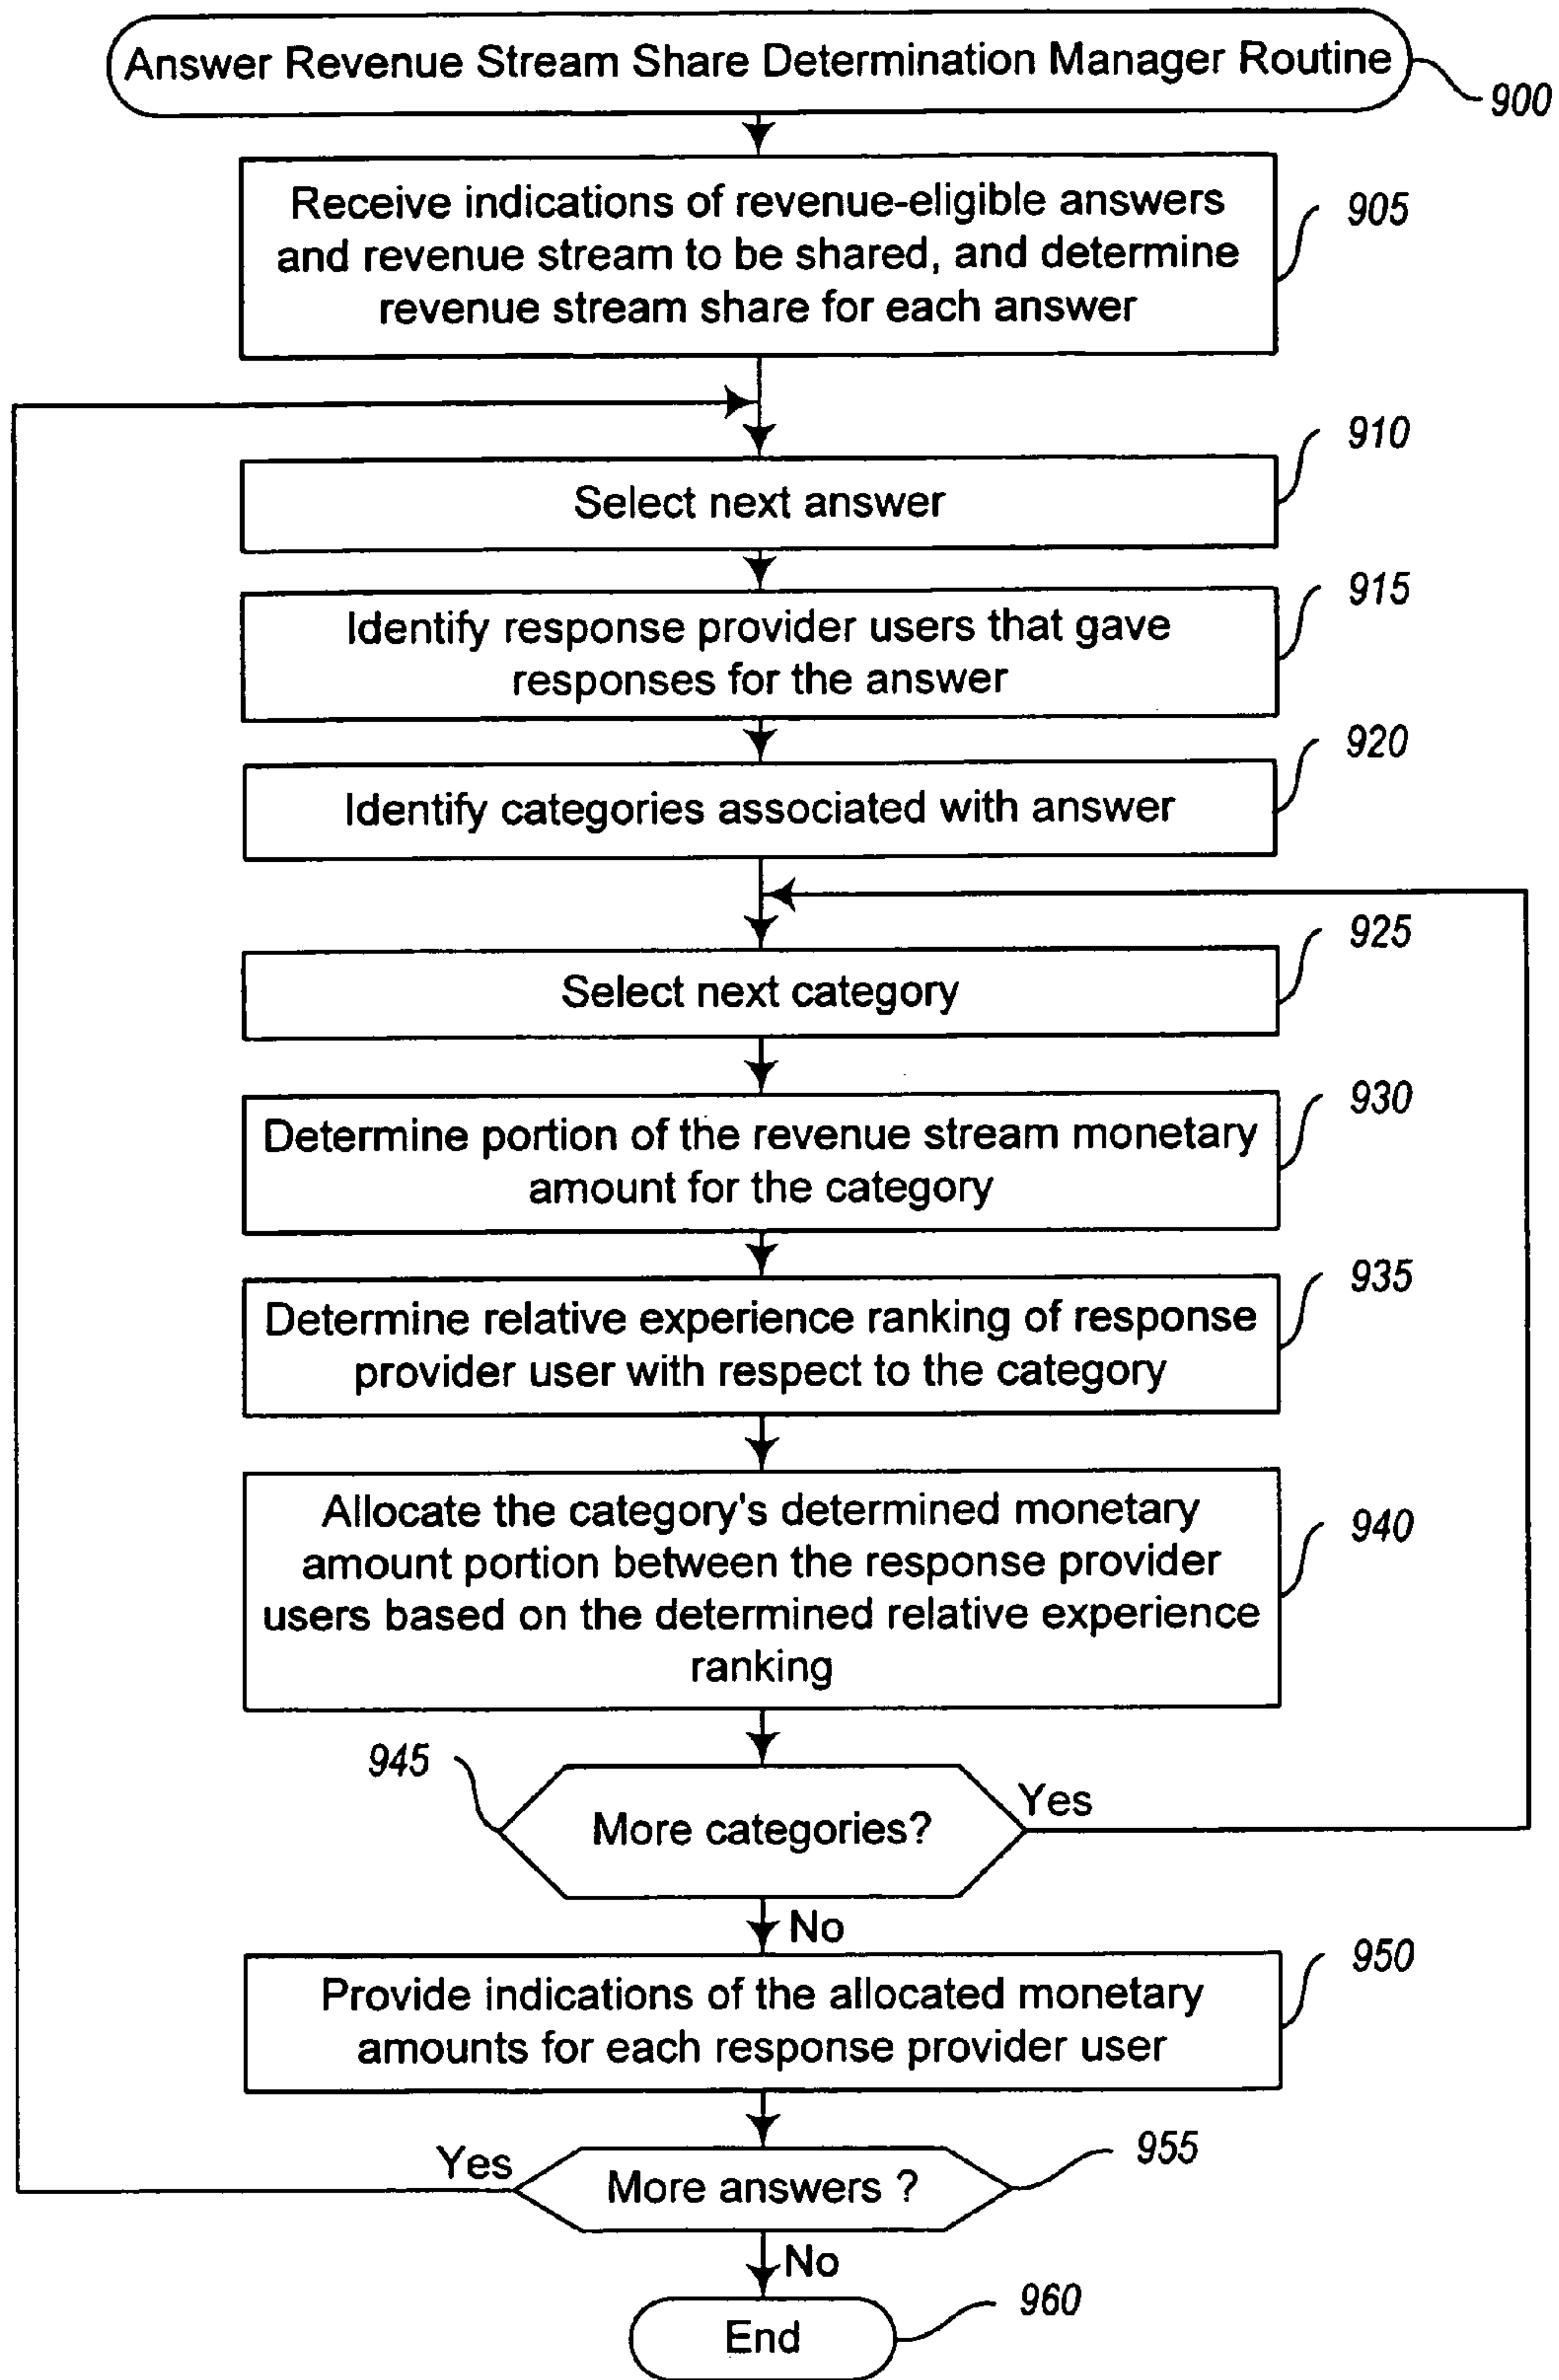 Answer Revenue Stream Share Determination Manager Routine
900
Receive indications of revenue-eligible answers
and revenue stream to be shared, and determine
revenue stream share for each answer
905
910
Select next answer
915
Identify response provider users that gave
responses for the answer
920
Identify categories associated with answer
925
Select next category
930
Determine portion of the revenue stream monetary
amount for the category
935
Determine relative experience ranking of response
provider user with respect to the category
Allocate the category's determined monetary
amount portion between the response provider
users based on the determined relative experience
ranking
940
945
More categories?
Yes
No
950
Provide indications of the allocated monetary
amounts for each response provider user
955
Yes
More answers ?
No
960
End